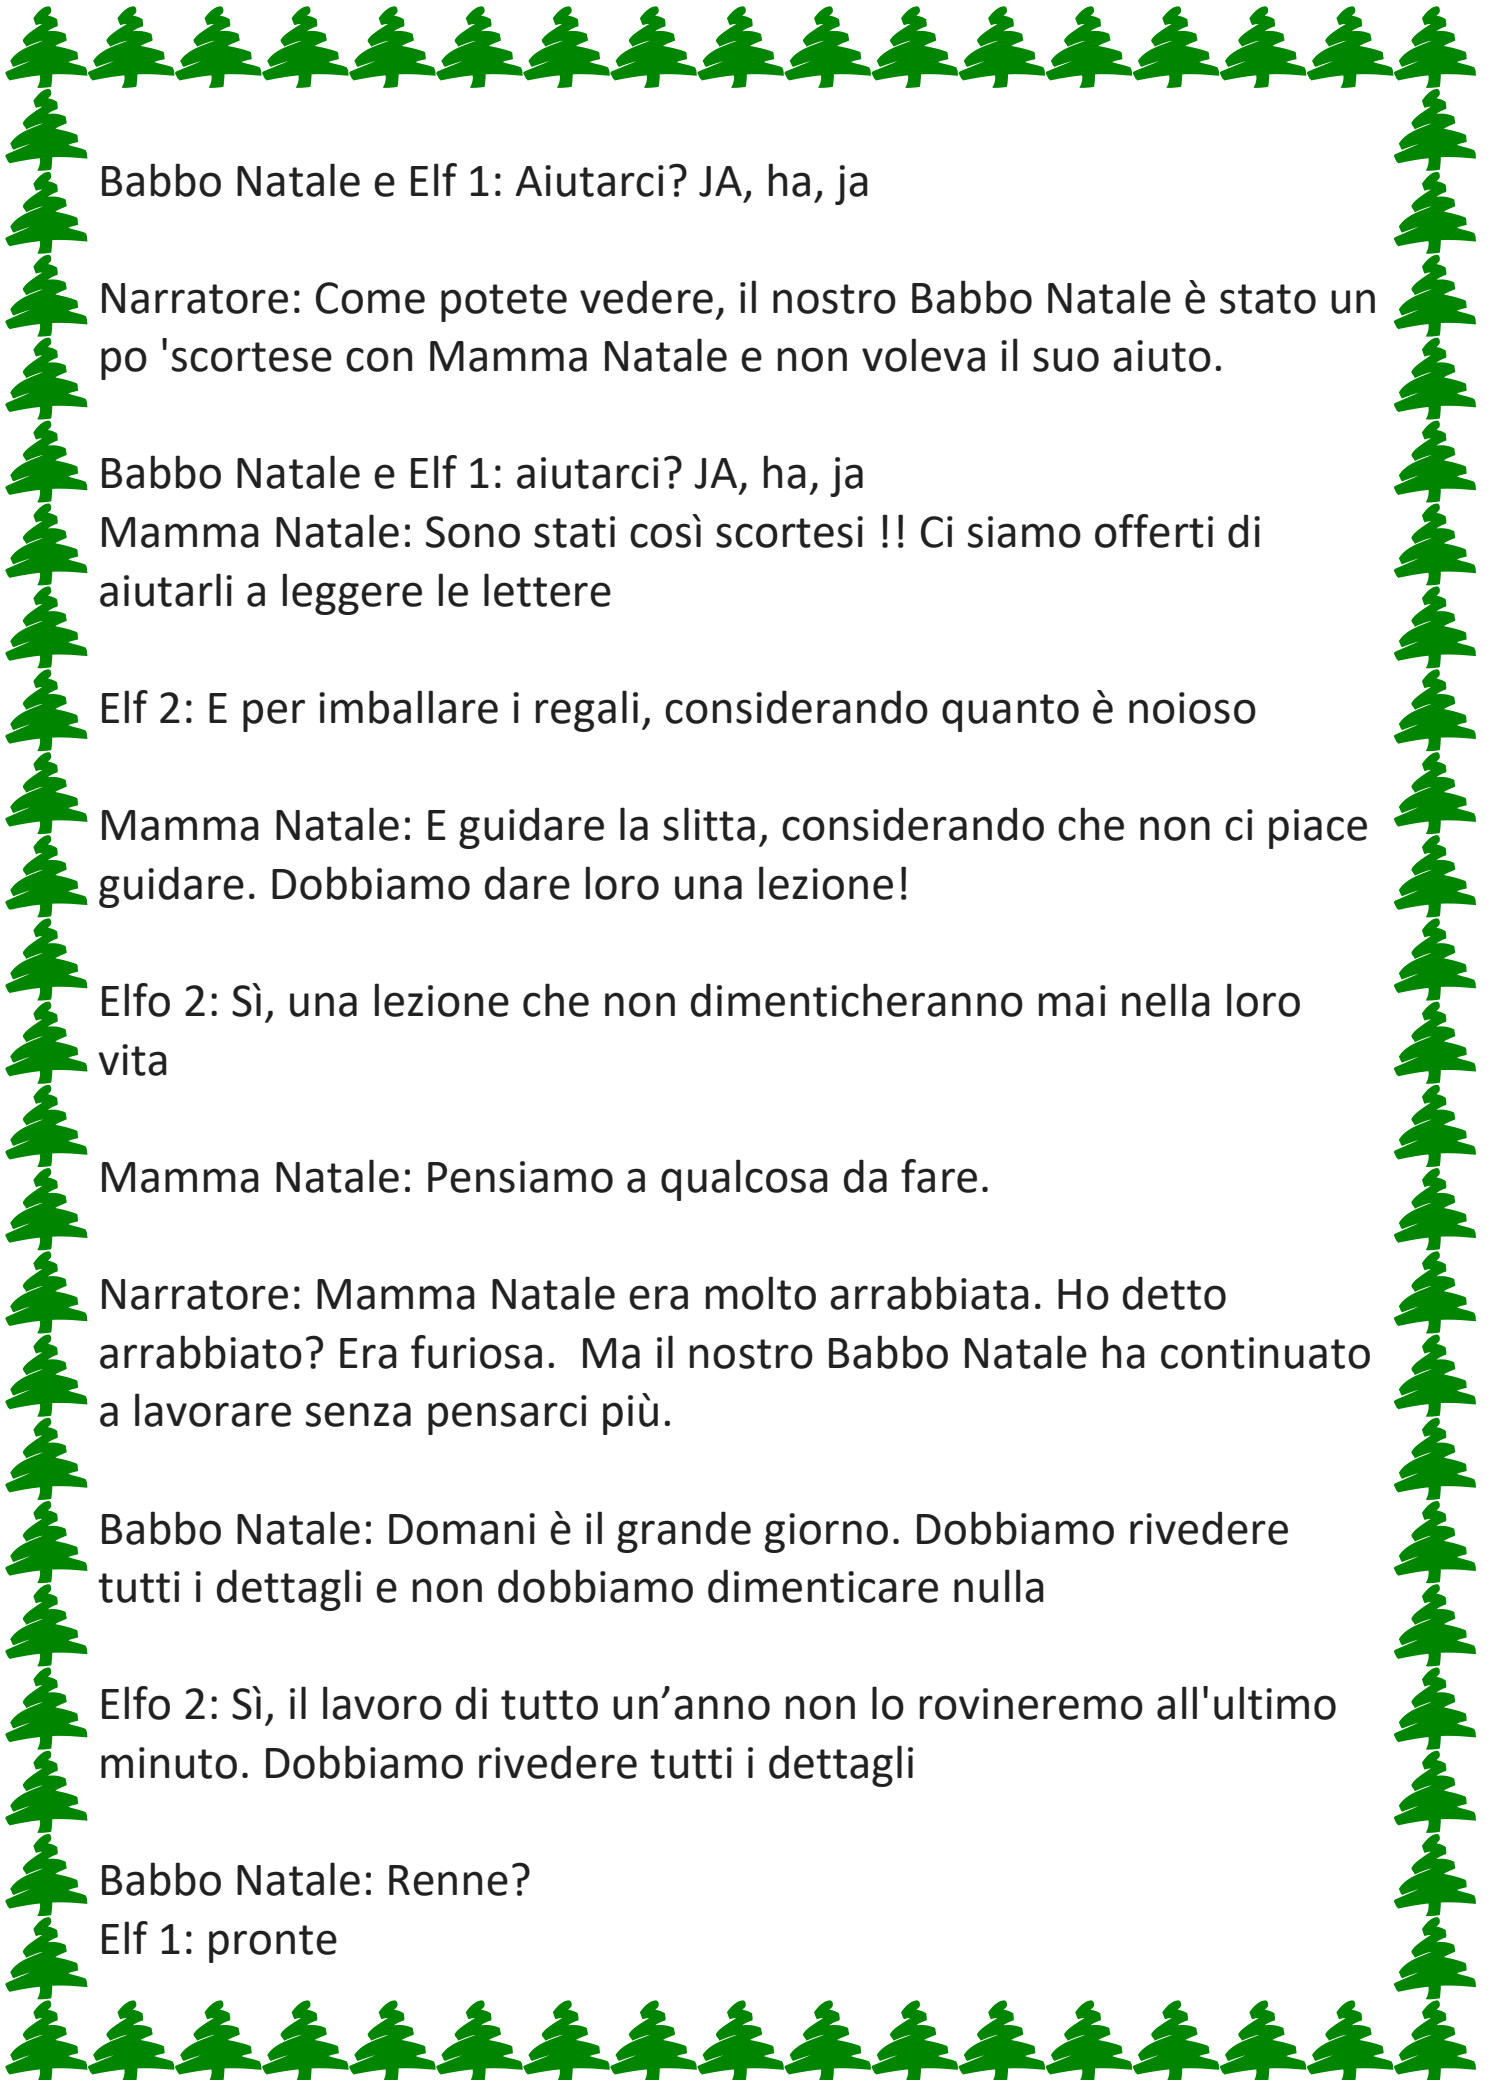 Babbo Natale e Elf 1: Aiutarci? JA, ha, ja
Narratore: Come potete vedere, il nostro Babbo Natale è stato un
po 'scortese con Mamma Natale e non voleva il suo aiuto.
Babbo Natale e Elf 1: aiutarci? JA, ha, ja
Mamma Natale: Sono stati così scortesi !! Ci siamo offerti di
aiutarli a leggere le lettere
Elf 2: E per imballare i regali, considerando quanto è noioso
Mamma Natale: E guidare la slitta, considerando che non ci piace
guidare. Dobbiamo dare loro una lezione!
Elfo 2: Sì, una lezione che non dimenticheranno mai nella loro
vita
Mamma Natale: Pensiamo a qualcosa da fare.
Narratore: Mamma Natale era molto arrabbiata. Ho detto
arrabbiato? Era furiosa.  Ma il nostro Babbo Natale ha continuato
a lavorare senza pensarci più.
Babbo Natale: Domani è il grande giorno. Dobbiamo rivedere
tutti i dettagli e non dobbiamo dimenticare nulla
Elfo 2: Sì, il lavoro di tutto un’anno non lo rovineremo all'ultimo
minuto. Dobbiamo rivedere tutti i dettagli
Babbo Natale: Renne?
Elf 1: pronte